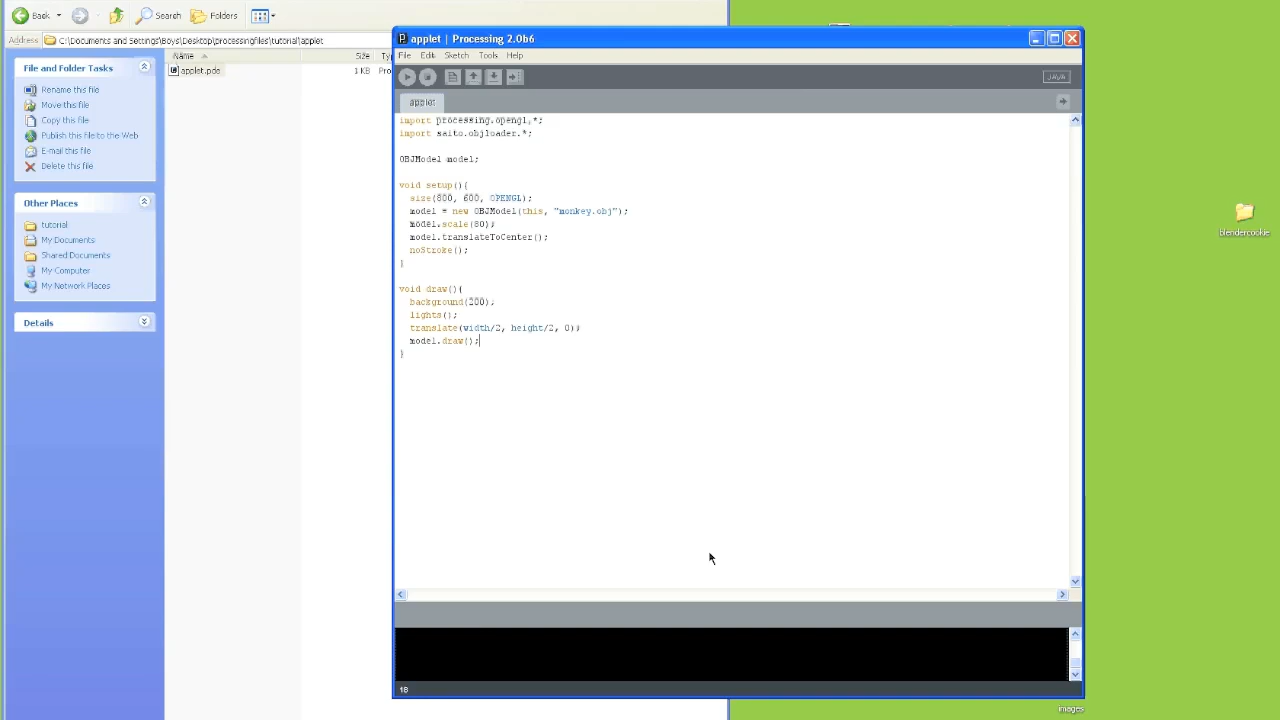 Back Search Folders
Address C:\Documents and Settings\Boys\Desktop\processingfiles\tutorial\applet
Name Size Typ
File and Folder Tasks
applet.pde 1 KB Pro
Rename this file
Move this file
Copy this file
Publish this file to the Web
E-mail this file
Delete this file
Other Places
tutorial
My Documents
Shared Documents
My Computer
My Network Places
Details
applet | Processing 2.0b6
File Edit Sketch Tools Help
JAVA
applet
import processing.opengl.*;
import saito.objloader.*;
OBJModel model;
void setup(){
size(800, 600, OPENGL);
model = new OBJModel(this, "monkey.obj");
model.scale(80);
model.translateToCenter();
noStroke();
}
void draw(){
background(200);
lights();
translate(width/2, height/2, 0);
model.draw();
}
18
blendercookie
images